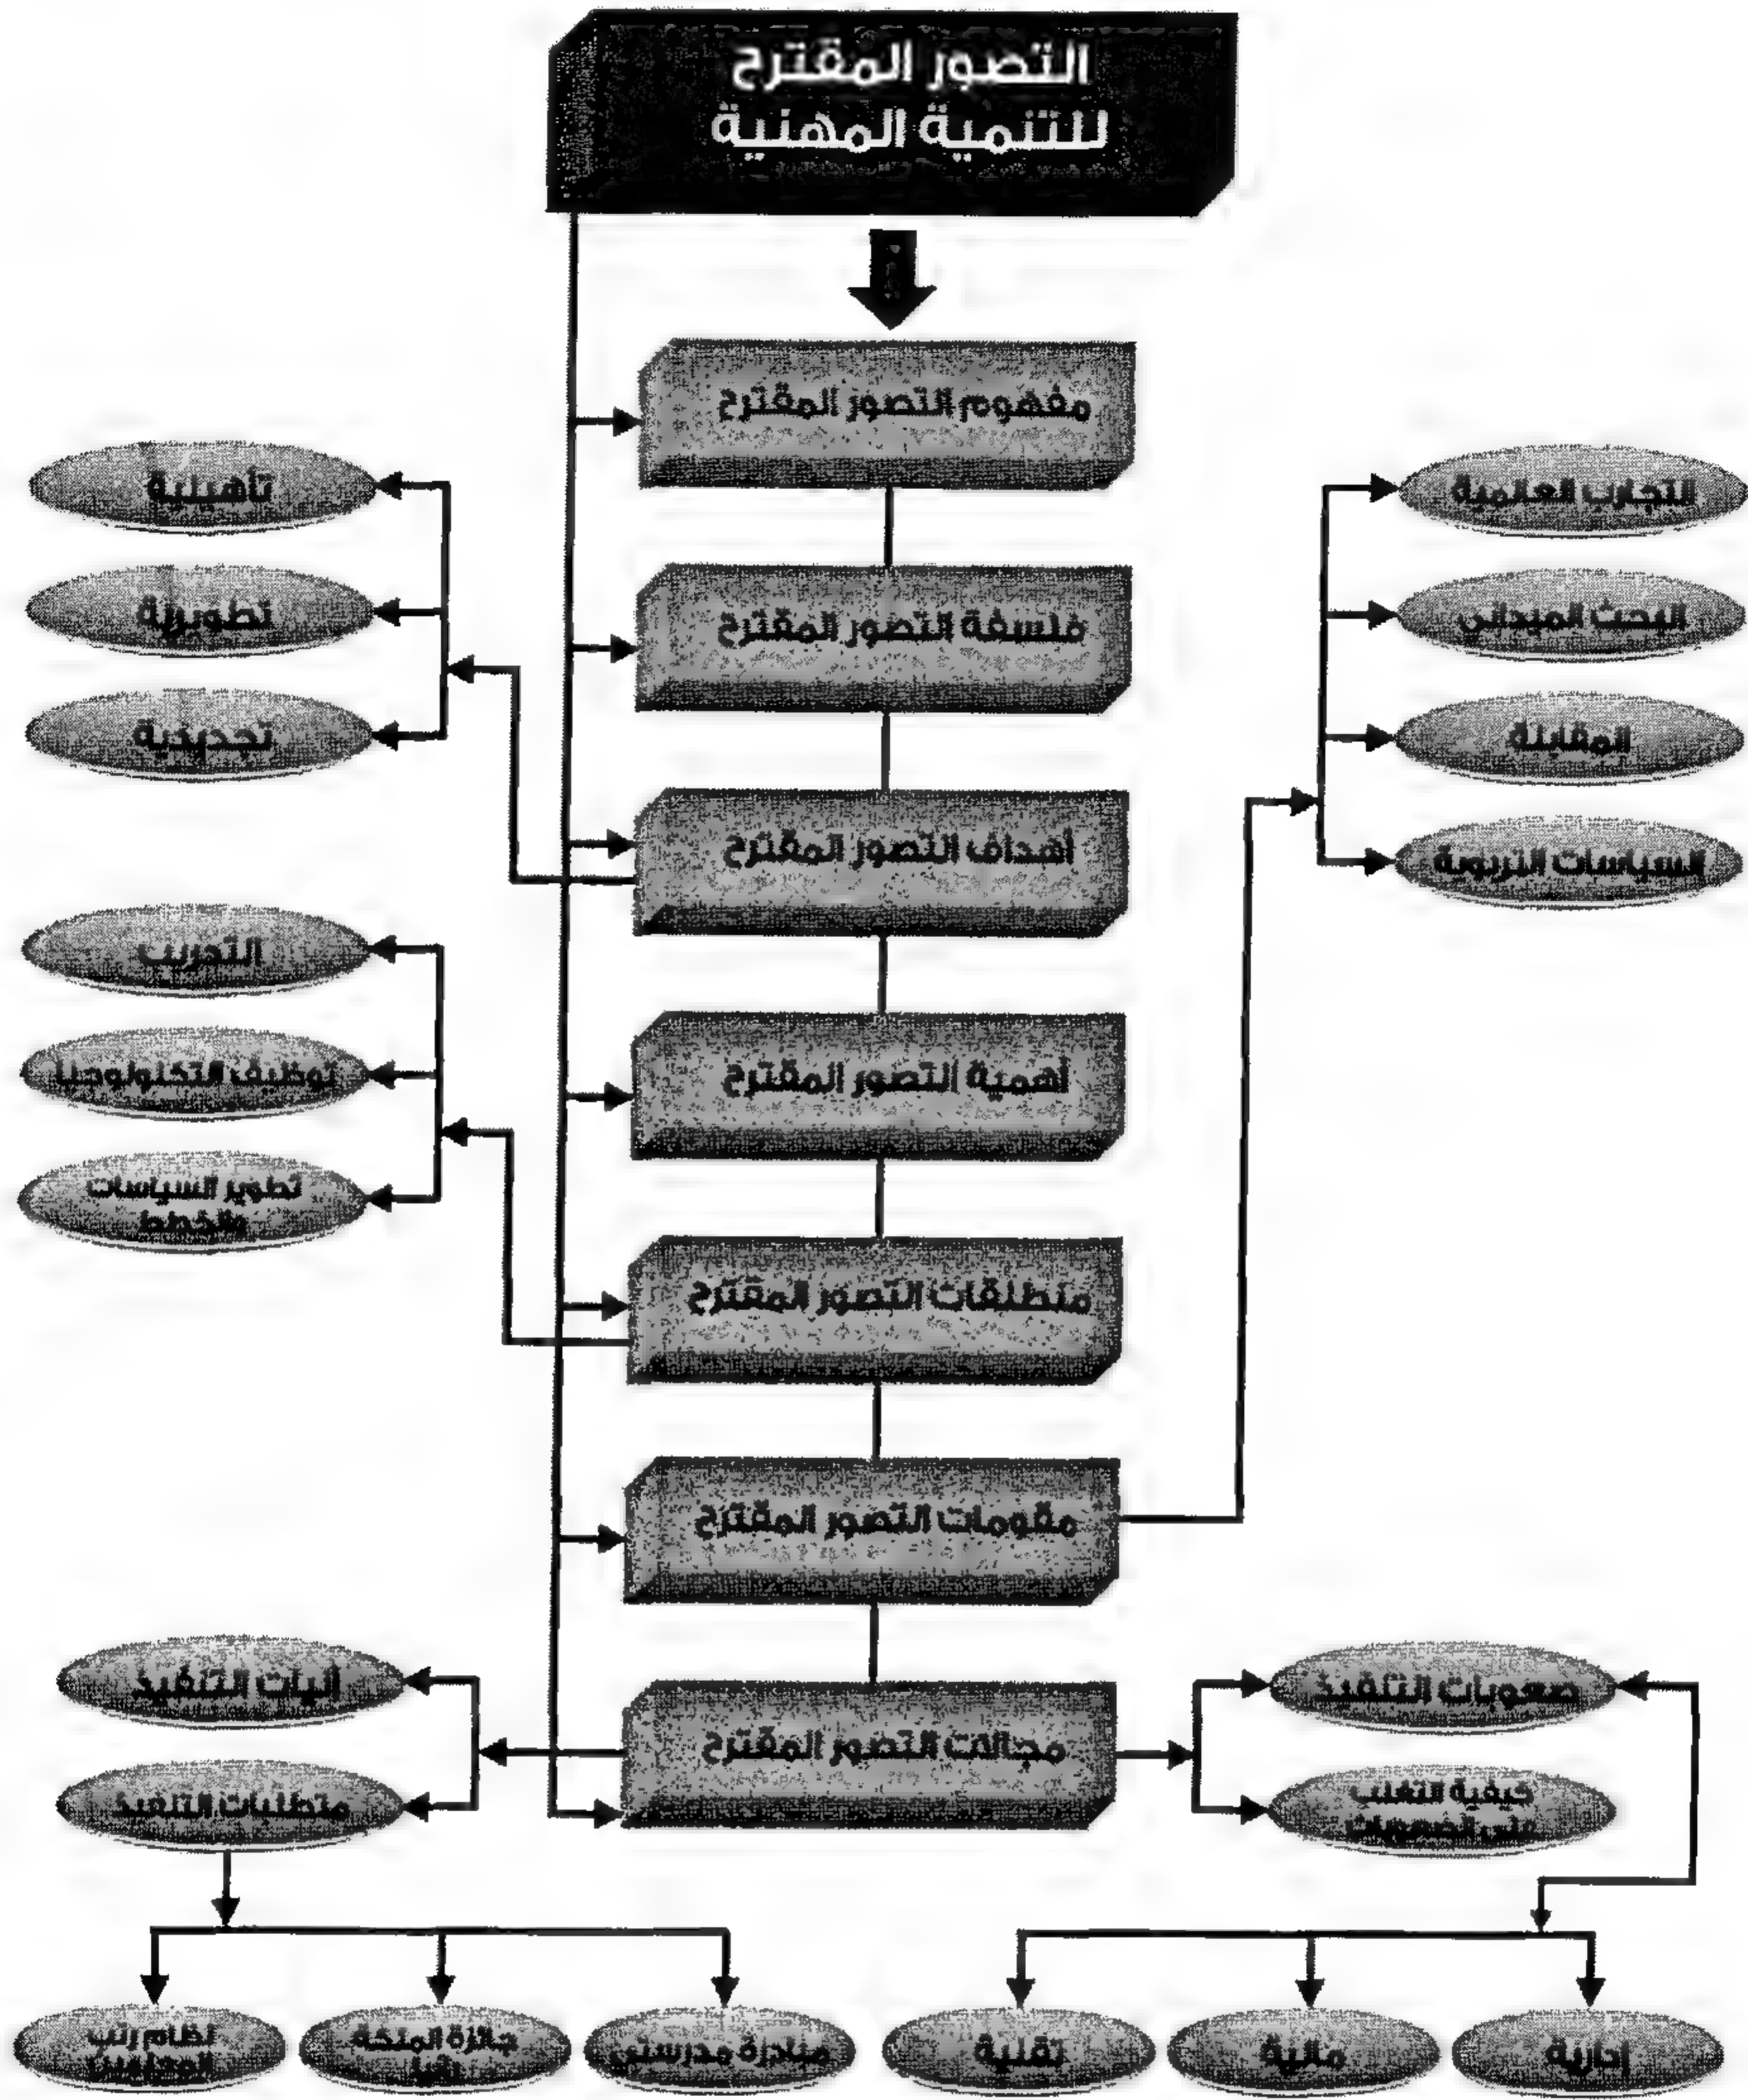 التصور المقترح
للتنمية المهنية
مفهوم التصور المقترح
فلسفة التصور المقترح
أهداف التصور المقترح
أهمية التصور المقترح
منطلقات التصور المقترح
مقومات التصور المقترح
مجالات التصور المقترح
التجارب العالمية
البحث الميداني
المقابلة
السياسات التربوية
تأهيلية
تطويرية
تجديدية
التدريب
توظيف التكنولوجيا
تطوير السياسات
والخطط
صعوبات التنفيذ
كيفية التغلب
على الصعوبات
آليات التنفيذ
متطلبات التنفيذ
إدارية
مالية
تقنية
مبادرة مدرستي
جائزة الملكة
رانيا
نظام رتب
المعلمين